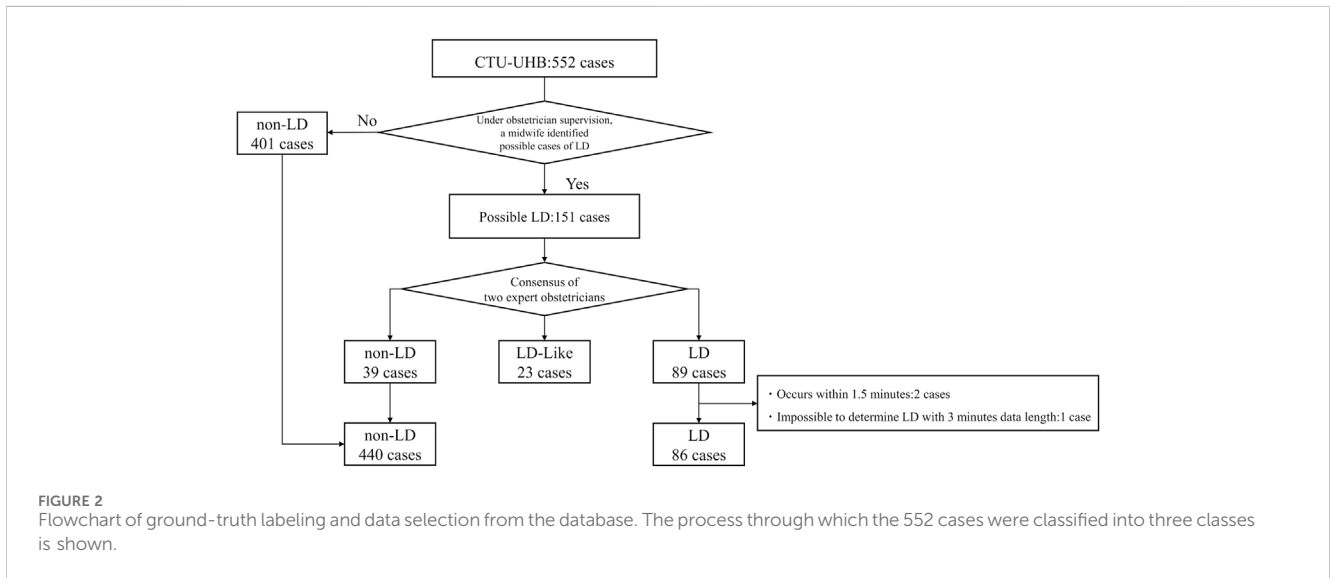 CTU-UHB:552 cases
Under obstetrician supervision,
a midwife identified
possible cases of LD
No
non-LD
401 cases
Yes
Possible LD:151 cases
Consensus of
two expert obstetricians
non-LD
39 cases
LD-Like
23 cases
LD
89 cases
・Occurs within 1.5 minutes:2 cases
・Impossible to determine LD with 3 minutes data length:1 case
non-LD
440 cases
LD
86 cases
FIGURE 2
Flowchart of ground-truth labeling and data selection from the database. The process through which the 552 cases were classified into three classes
is shown.